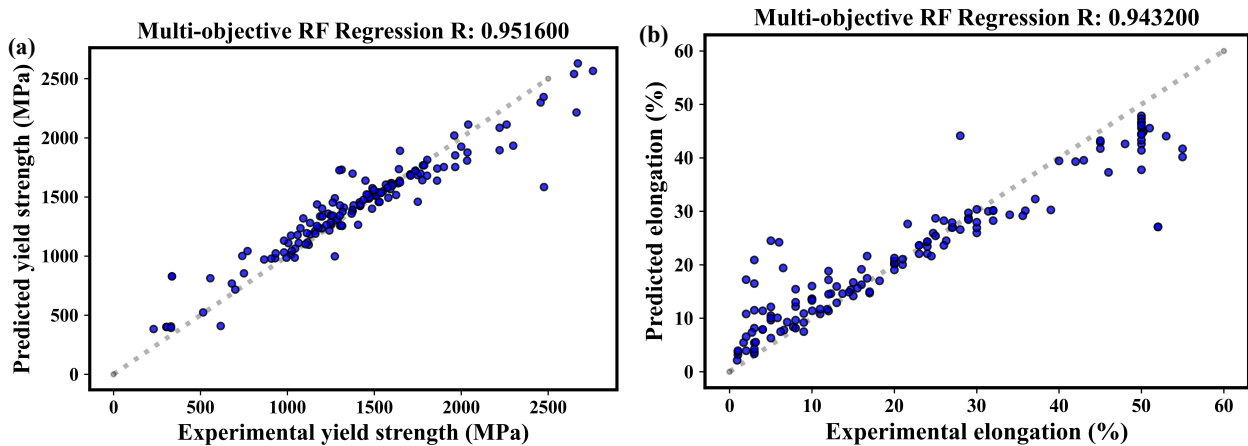 (a)
Multi-objective RF Regression R: 0.951600
Predicted yield strength (MPa)
2500
2000
1500
1000
500
0
0 500 1000 1500 2000 2500
Experimental yield strength (MPa)
(b)
Multi-objective RF Regression R: 0.943200
Predicted elongation (%)
60
50
40
30
20
10
0
0 10 20 30 40 50 60
Experimental elongation (%)